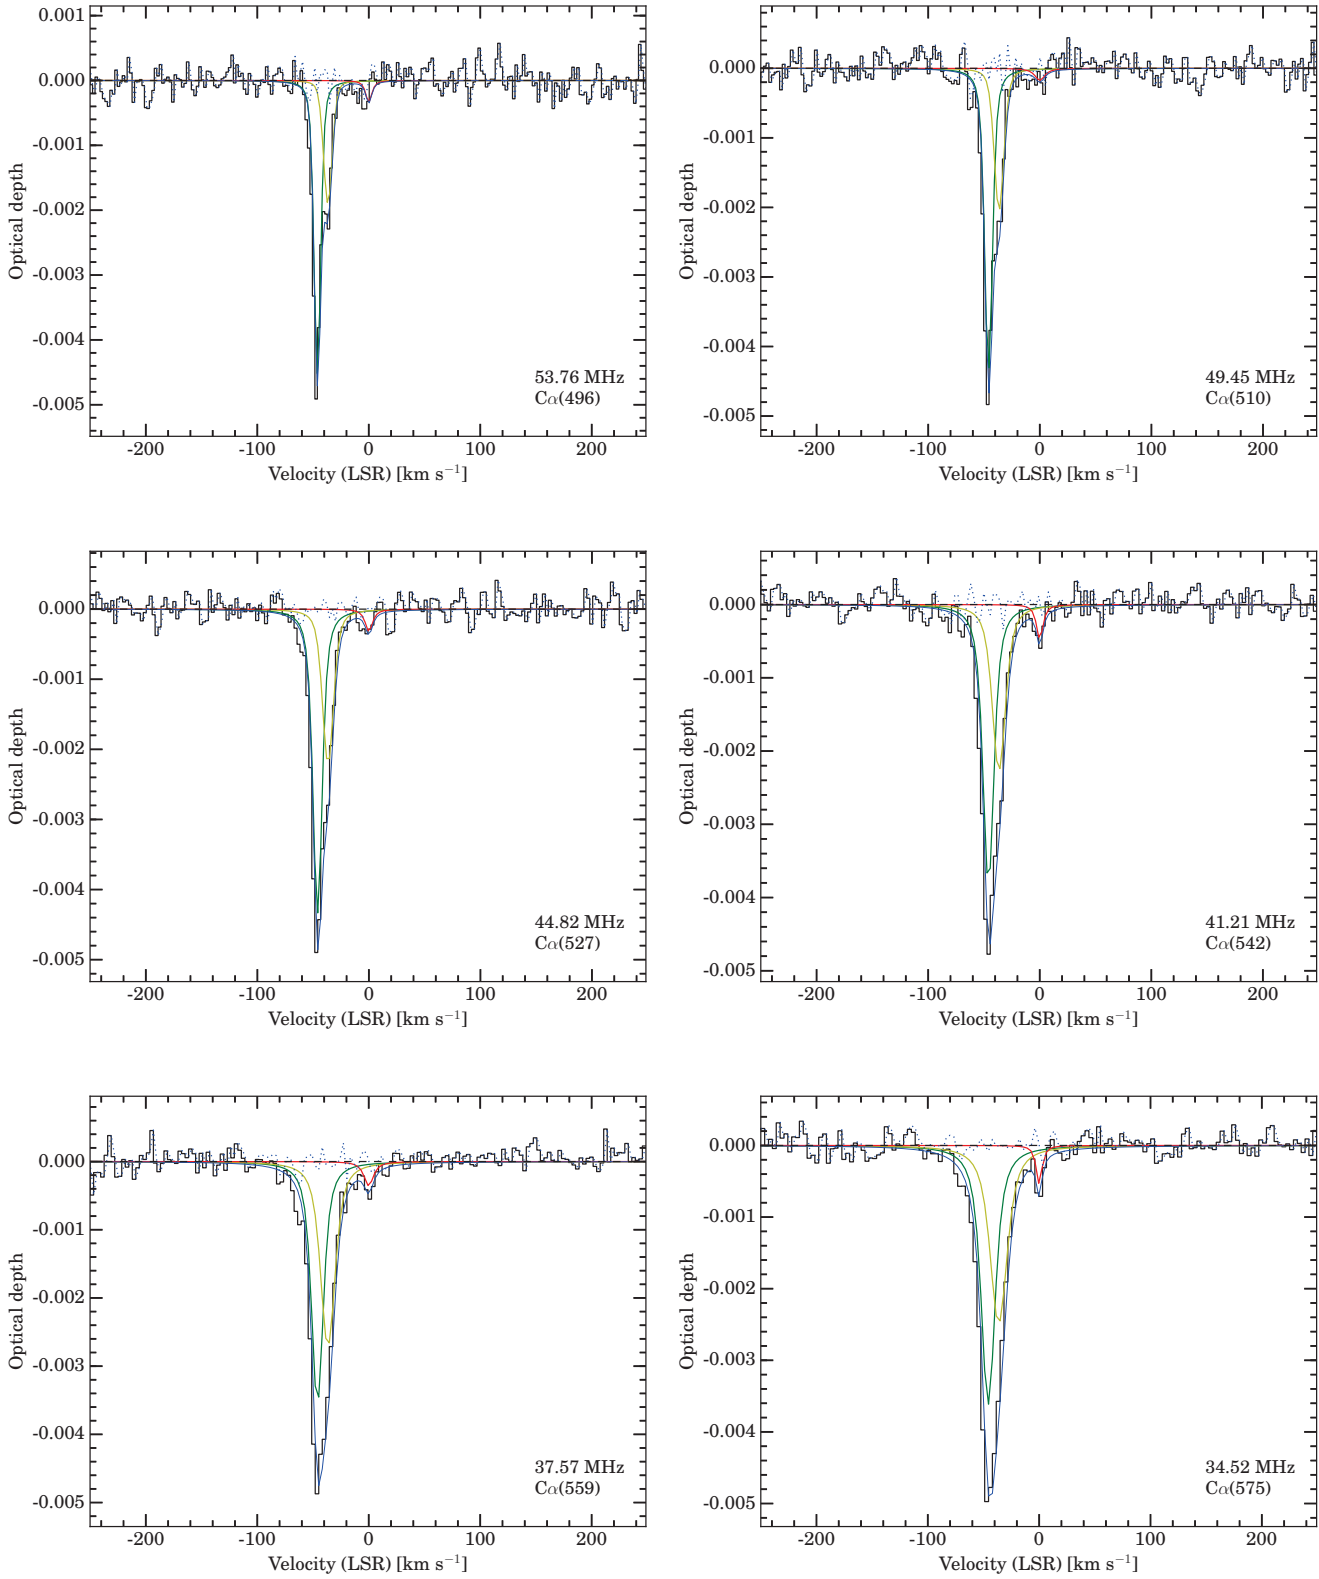 0.001
0.000
-0.001
-0.002
-0.003
-0.004
-0.005
Optical depth
53.76 MHz
Cα(496)
-200 -100 0 100 200
Velocity (LSR) [km s⁻¹]
0.000
-0.001
-0.002
-0.003
-0.004
-0.005
Optical depth
49.45 MHz
Cα(510)
-200 -100 0 100 200
Velocity (LSR) [km s⁻¹]
0.000
-0.001
-0.002
-0.003
-0.004
-0.005
Optical depth
44.82 MHz
Cα(527)
-200 -100 0 100 200
Velocity (LSR) [km s⁻¹]
0.000
-0.001
-0.002
-0.003
-0.004
-0.005
Optical depth
41.21 MHz
Cα(542)
-200 -100 0 100 200
Velocity (LSR) [km s⁻¹]
0.000
-0.001
-0.002
-0.003
-0.004
-0.005
Optical depth
37.57 MHz
Cα(559)
-200 -100 0 100 200
Velocity (LSR) [km s⁻¹]
0.000
-0.001
-0.002
-0.003
-0.004
-0.005
Optical depth
34.52 MHz
Cα(575)
-200 -100 0 100 200
Velocity (LSR) [km s⁻¹]